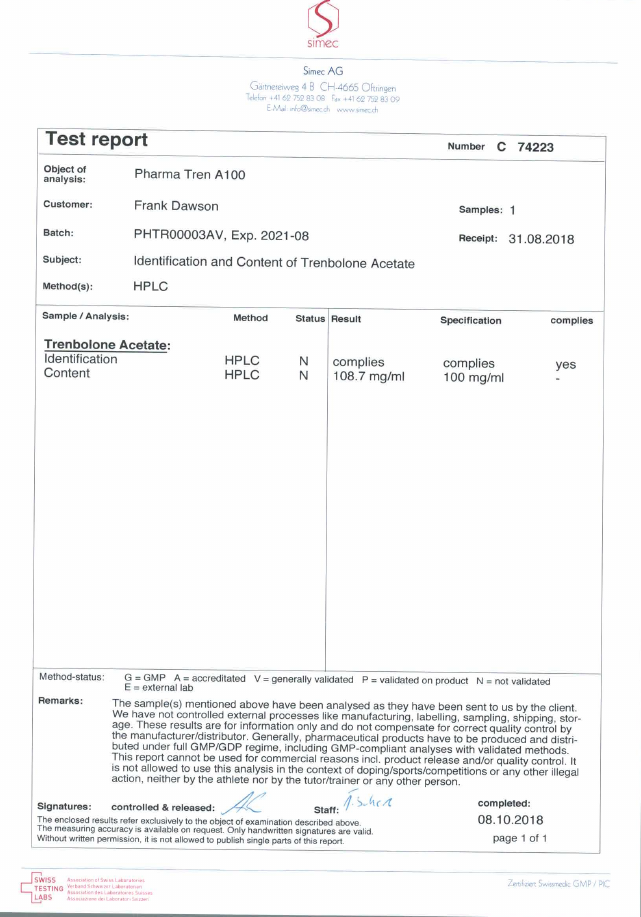 simec
Simec AG
Gärtnereiweg 4 B CH-4665 Oftringen
Telefon +41 62 752 83 08 Fax +41 62 752 83 09
E-Mail info@simec.ch www.simec.ch
Test report
Number C 74223
Object of analysis: Pharma Tren A100
Customer: Frank Dawson
Samples: 1
Batch: PHTR00003AV, Exp. 2021-08
Receipt: 31.08.2018
Subject: Identification and Content of Trenbolone Acetate
Method(s): HPLC
Sample / Analysis: Method Status Result Specification complies
Trenbolone Acetate:
Identification HPLC N complies complies yes
Content HPLC N 108.7 mg/ml 100 mg/ml -
Method-status: G = GMP A = accreditated V = generally validated P = validated on product N = not validated
E = external lab
Remarks: The sample(s) mentioned above have been analysed as they have been sent to us by the client.
We have not controlled external processes like manufacturing, labelling, sampling, shipping, stor-
age. These results are for information only and do not compensate for correct quality control by
the manufacturer/distributor. Generally, pharmaceutical products have to be produced and distri-
buted under full GMP/GDP regime, including GMP-compliant analyses with validated methods.
This report cannot be used for commercial reasons incl. product release and/or quality control. It
is not allowed to use this analysis in the context of doping/sports/competitions or any other illegal
action, neither by the athlete nor by the tutor/trainer or any other person.
Signatures: controlled & released: Staff: completed:
The enclosed results refer exclusively to the object of examination described above.
08.10.2018
The measuring accuracy is available on request. Only handwritten signatures are valid.
Without written permission, it is not allowed to publish single parts of this report.
page 1 of 1
SWISS
TESTING
LABS
Association of Swiss Laboratories
Verband Schweizer Laboratorien
Association des Laboratoires Suisses
Associazione dei Laboratori Svizzeri
Zertifiziert Swissmedic GMP / PIC